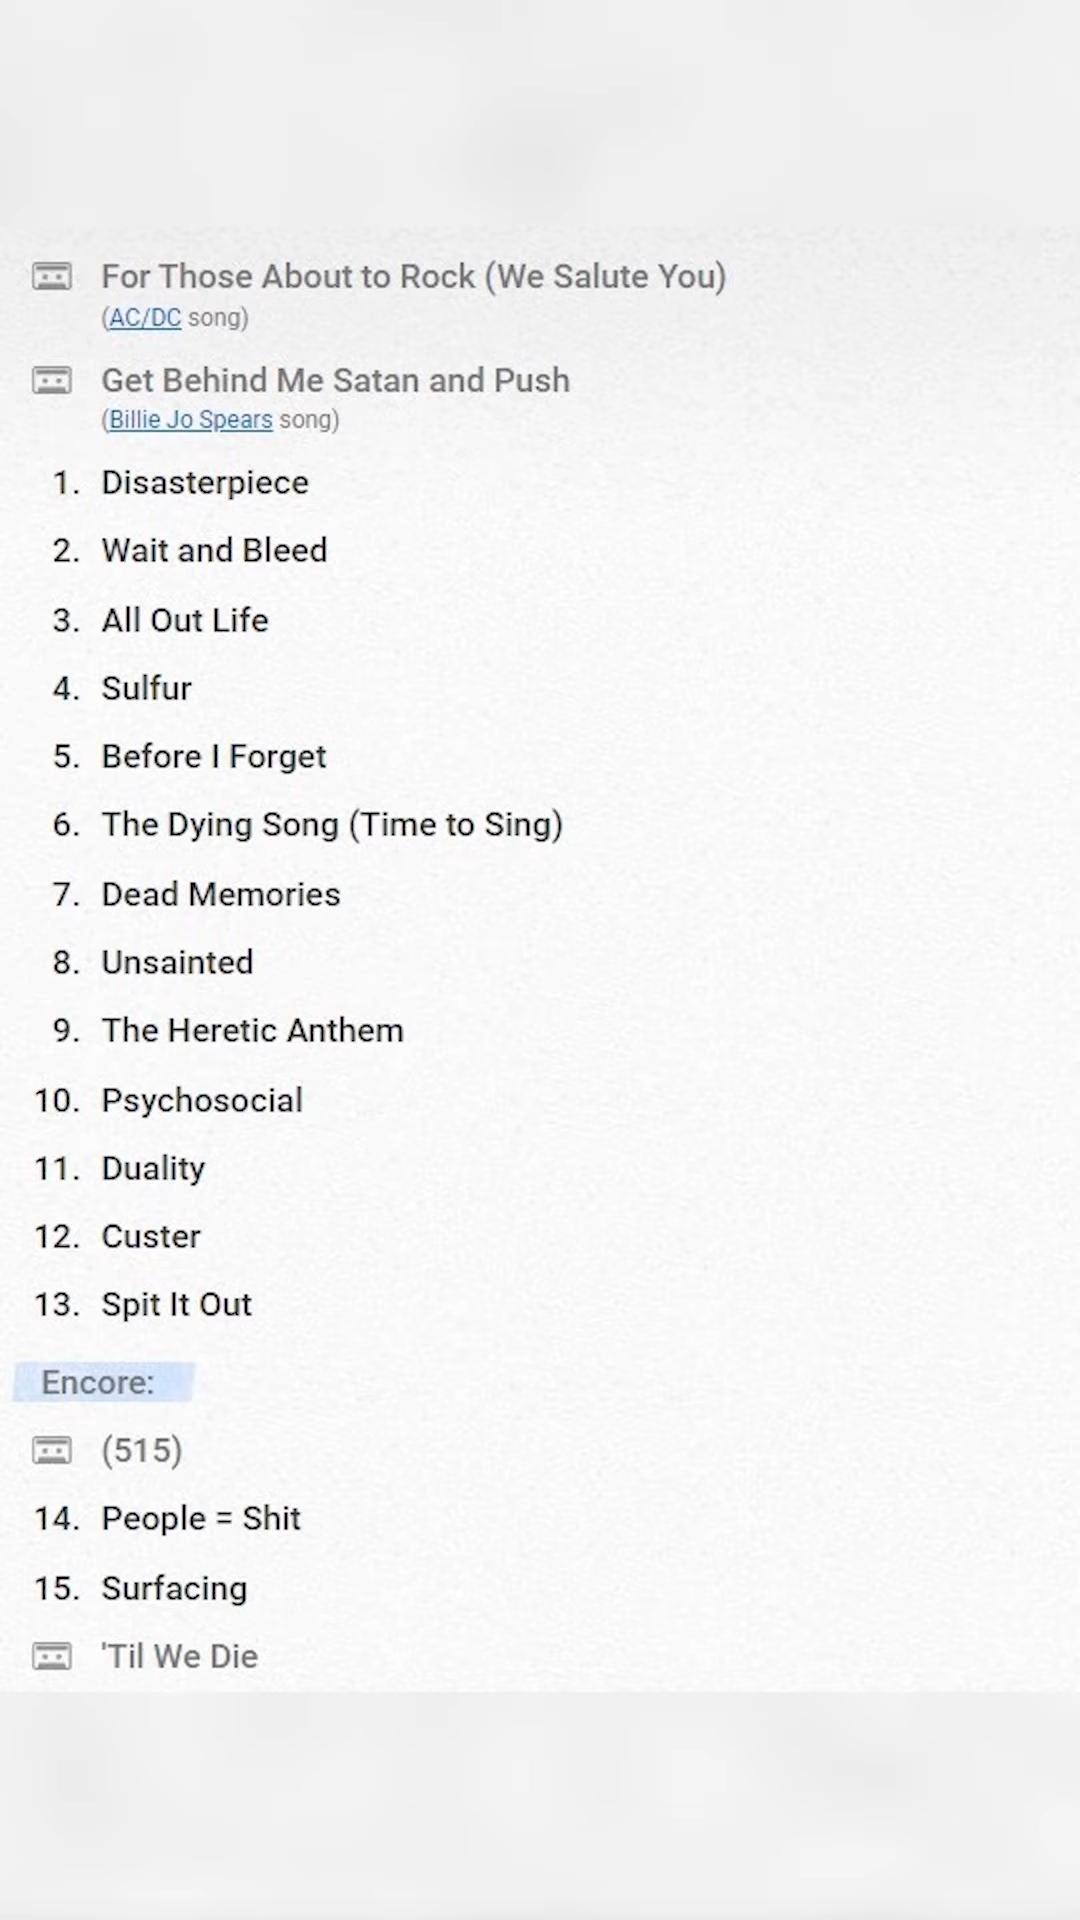 For Those About to Rock (We Salute You)
(AC/DC song)
Get Behind Me Satan and Push
(Billie Jo Spears song)
1. Disasterpiece
2. Wait and Bleed
3. All Out Life
4. Sulfur
5. Before I Forget
6. The Dying Song (Time to Sing)
7. Dead Memories
8. Unsainted
9. The Heretic Anthem
10. Psychosocial
11. Duality
12. Custer
13. Spit It Out
Encore:
(515)
14. People = Shit
15. Surfacing
'Til We Die